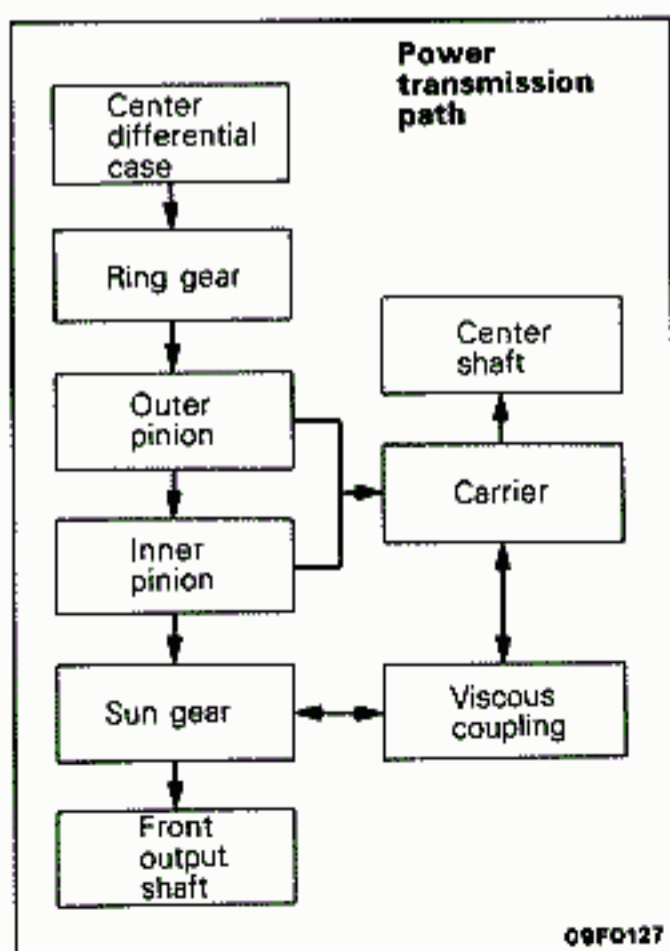 Power
transmission
path
Center
differential
case
Ring gear
Outer
pinion
Inner
pinion
Sun gear
Front
output
shaft
Center
shaft
Carrier
Viscous
coupling
09F0127